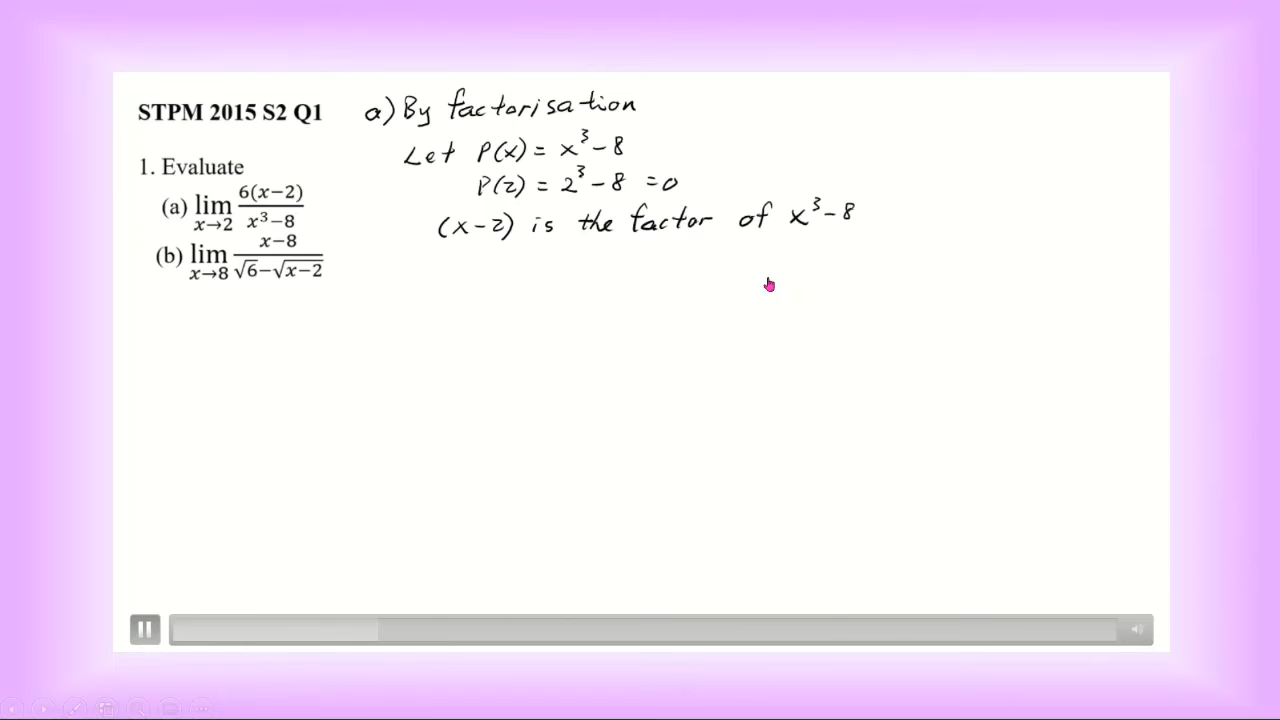 STPM 2015 S2 Q1
1. Evaluate
(a) lim x→2 6(x−2)/x³−8
(b) lim x→8 x−8/√6−√x−2
a) By factorisation
Let P(x) = x³ − 8
P(2) = 2³ − 8 = 0
(x−2) is the factor of x³ − 8